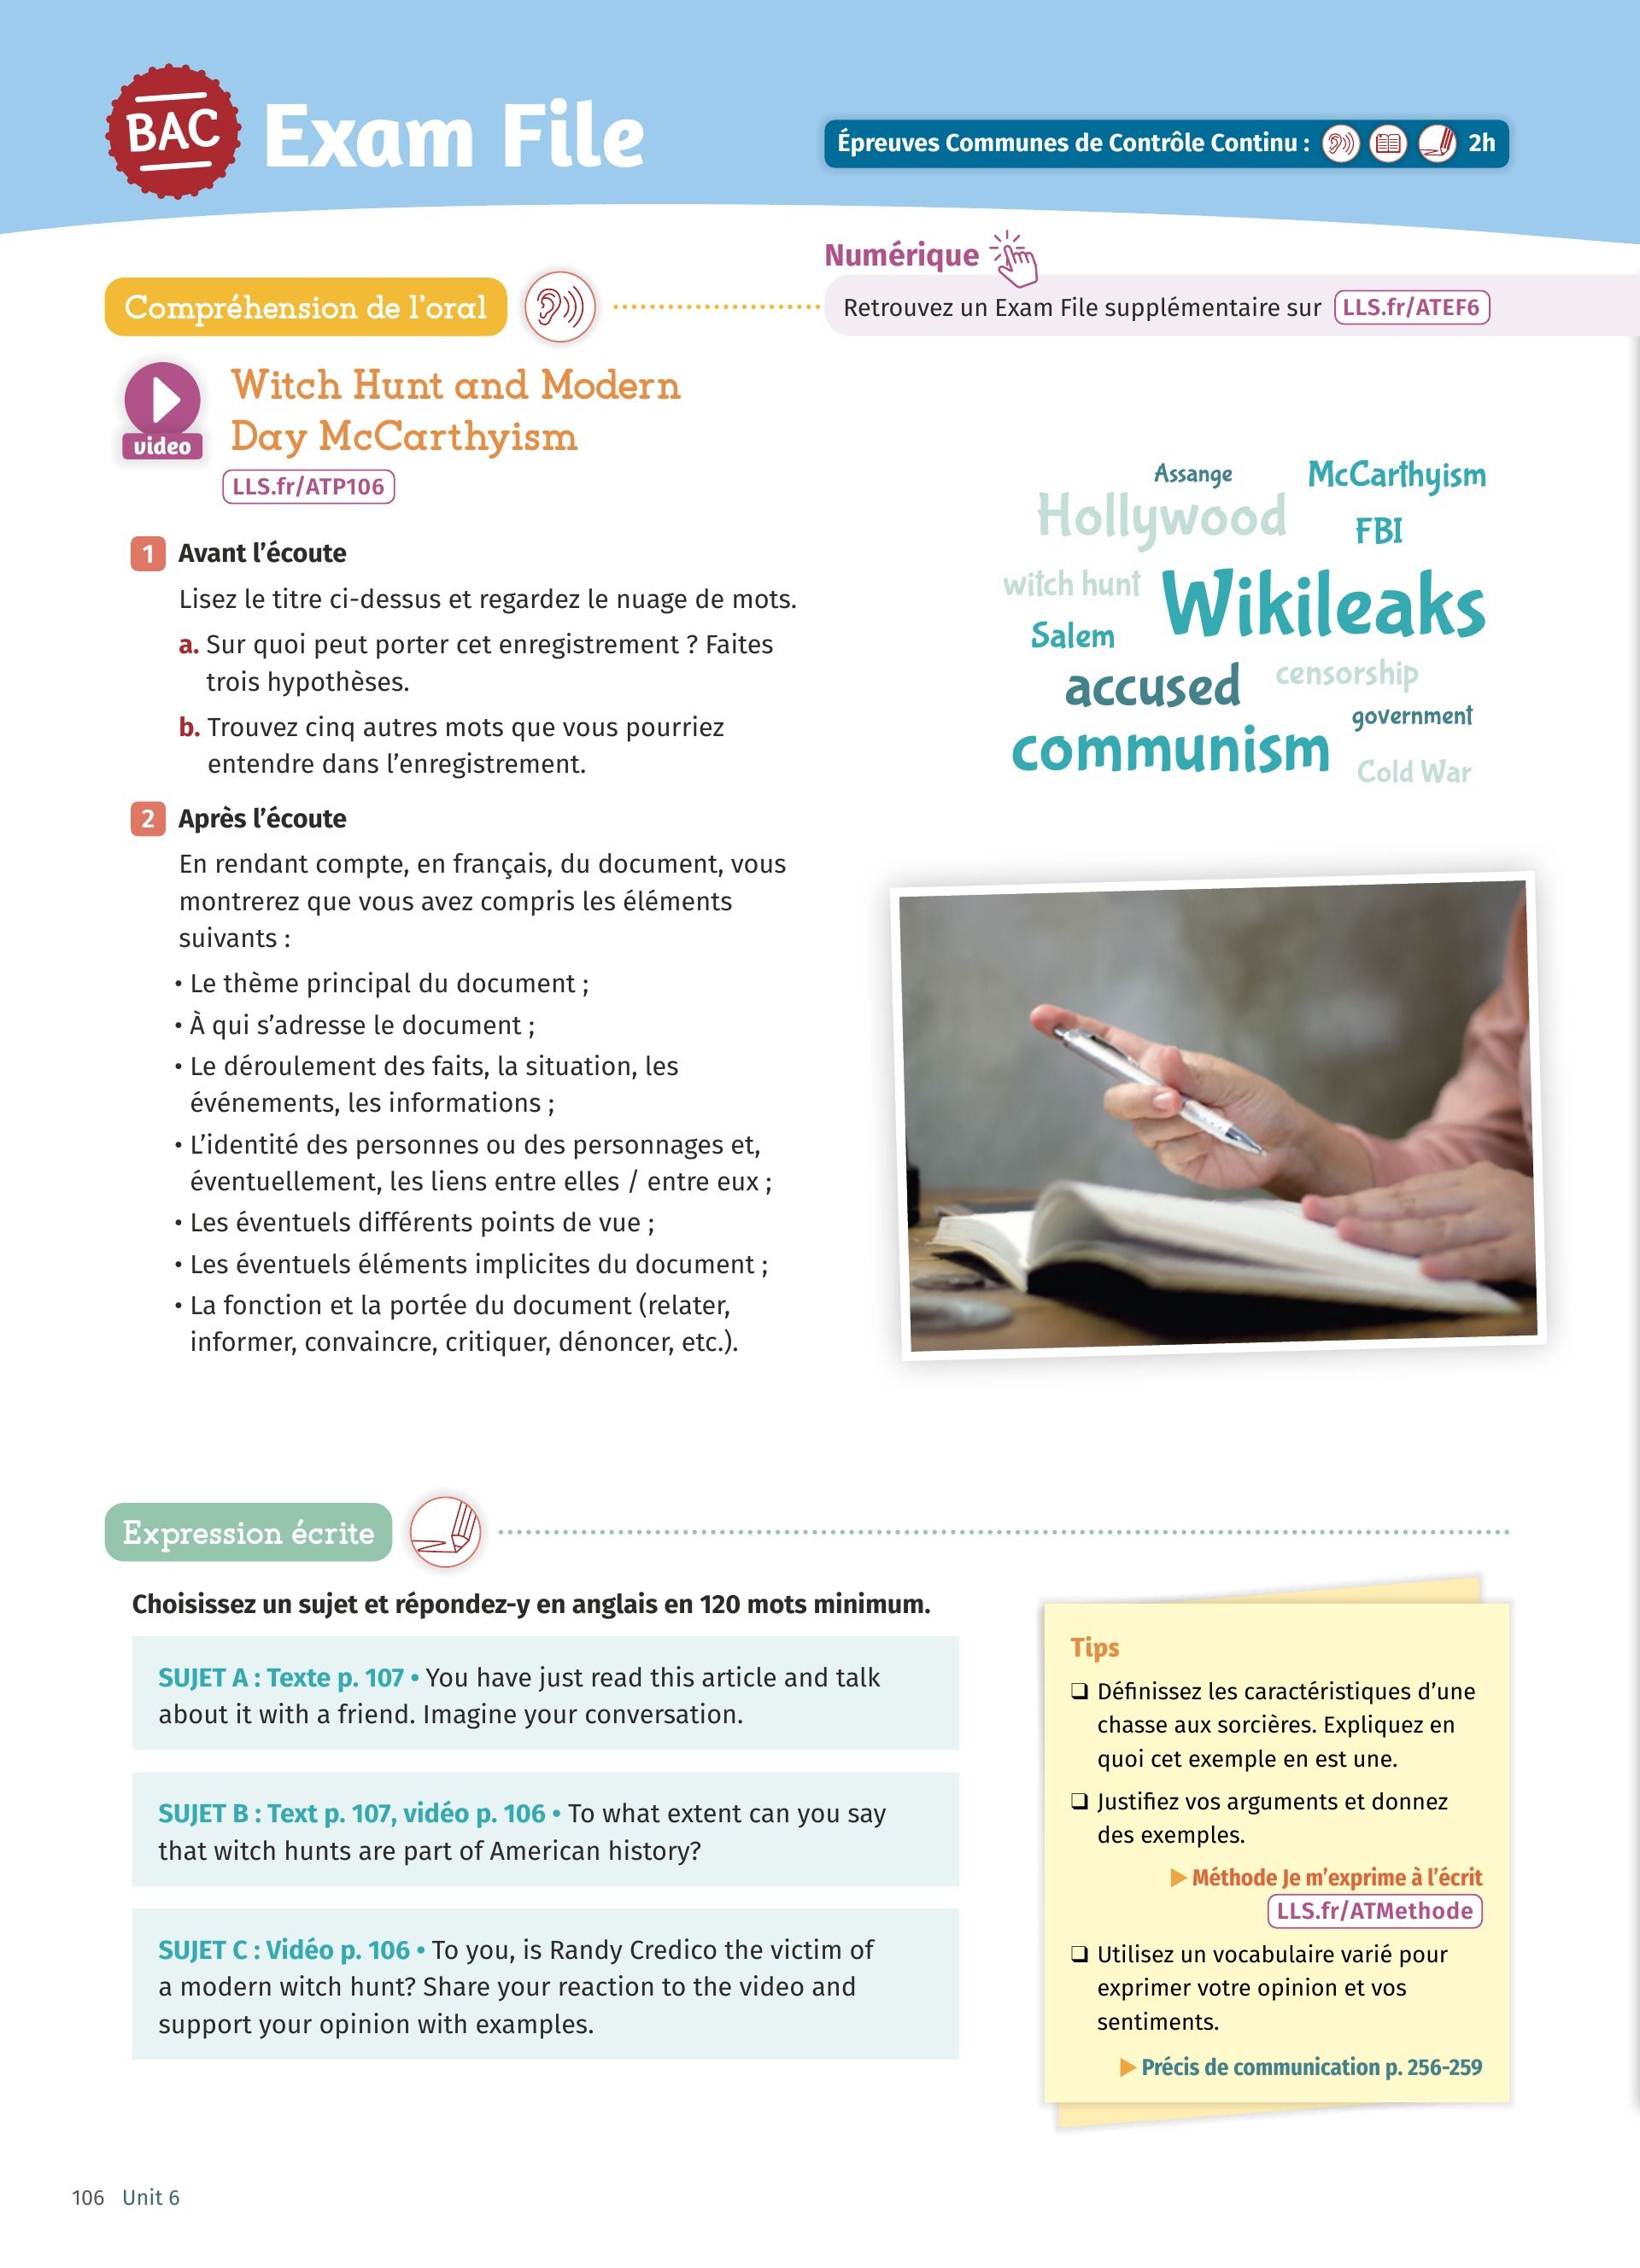 BAC
Exam File
Épreuves Communes de Contrôle Continu : 2h
Numérique
Retrouvez un Exam File supplémentaire sur LLS.fr/ATEF6
Compréhension de l'oral
video
Witch Hunt and Modern
Day McCarthyism
LLS.fr/ATP106
1 Avant l'écoute
Lisez le titre ci-dessus et regardez le nuage de mots.
a. Sur quoi peut porter cet enregistrement ? Faites
trois hypothèses.
b. Trouvez cinq autres mots que vous pourriez
entendre dans l'enregistrement.
Assange
McCarthyism
Hollywood
FBI
witch hunt
Wikileaks
Salem
accused
censorship
government
communism
Cold War
2 Après l'écoute
En rendant compte, en français, du document, vous
montrerez que vous avez compris les éléments
suivants :
• Le thème principal du document ;
• À qui s'adresse le document ;
• Le déroulement des faits, la situation, les
événements, les informations ;
• L'identité des personnes ou des personnages et,
éventuellement, les liens entre elles / entre eux ;
• Les éventuels différents points de vue ;
• Les éventuels éléments implicites du document ;
• La fonction et la portée du document (relater,
informer, convaincre, critiquer, dénoncer, etc.).
Expression écrite
Choisissez un sujet et répondez-y en anglais en 120 mots minimum.
SUJET A : Texte p. 107 • You have just read this article and talk
about it with a friend. Imagine your conversation.
SUJET B : Text p. 107, vidéo p. 106 • To what extent can you say
that witch hunts are part of American history?
SUJET C : Vidéo p. 106 • To you, is Randy Credico the victim of
a modern witch hunt? Share your reaction to the video and
support your opinion with examples.
Tips
❏ Définissez les caractéristiques d'une
chasse aux sorcières. Expliquez en
quoi cet exemple en est une.
❏ Justifiez vos arguments et donnez
des exemples.
▶ Méthode Je m'exprime à l'écrit
LLS.fr/ATMethode
❏ Utilisez un vocabulaire varié pour
exprimer votre opinion et vos
sentiments.
▶ Précis de communication p. 256-259
106 Unit 6